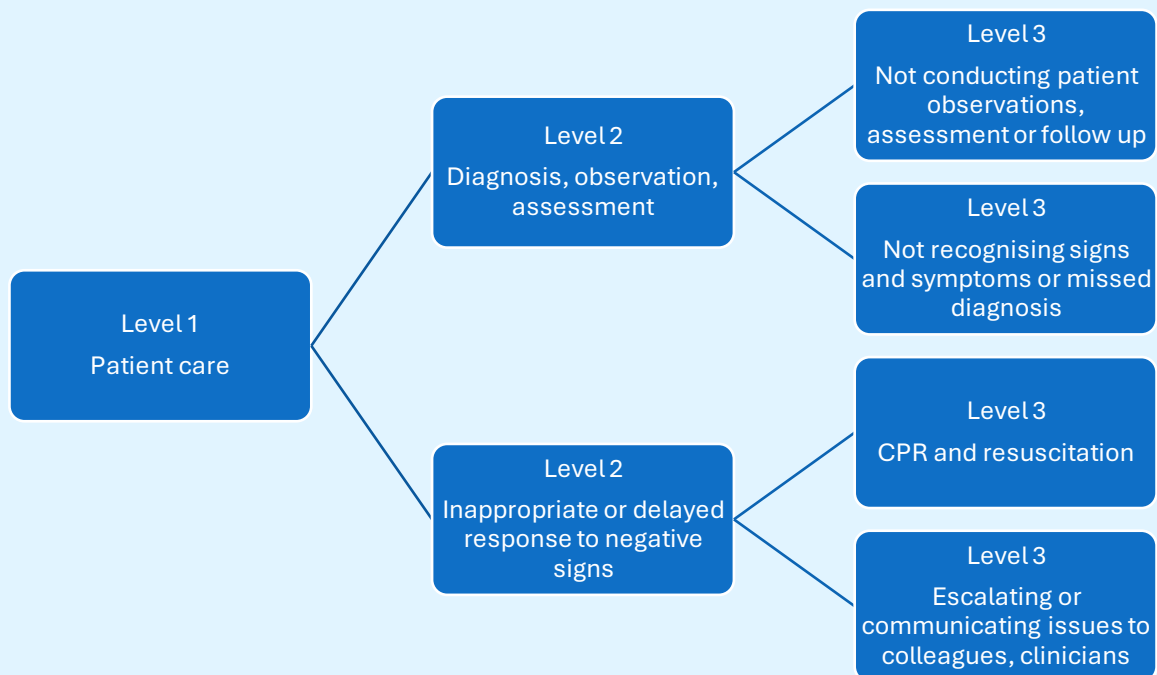 Level 1
Patient care
Level 2
Diagnosis, observation,
assessment
Level 3
Not conducting patient
observations,
assessment or follow up
Level 3
Not recognising signs
and symptoms or missed
diagnosis
Level 2
Inappropriate or delayed
response to negative
signs
Level 3
CPR and resuscitation
Level 3
Escalating or
communicating issues to
colleagues, clinicians